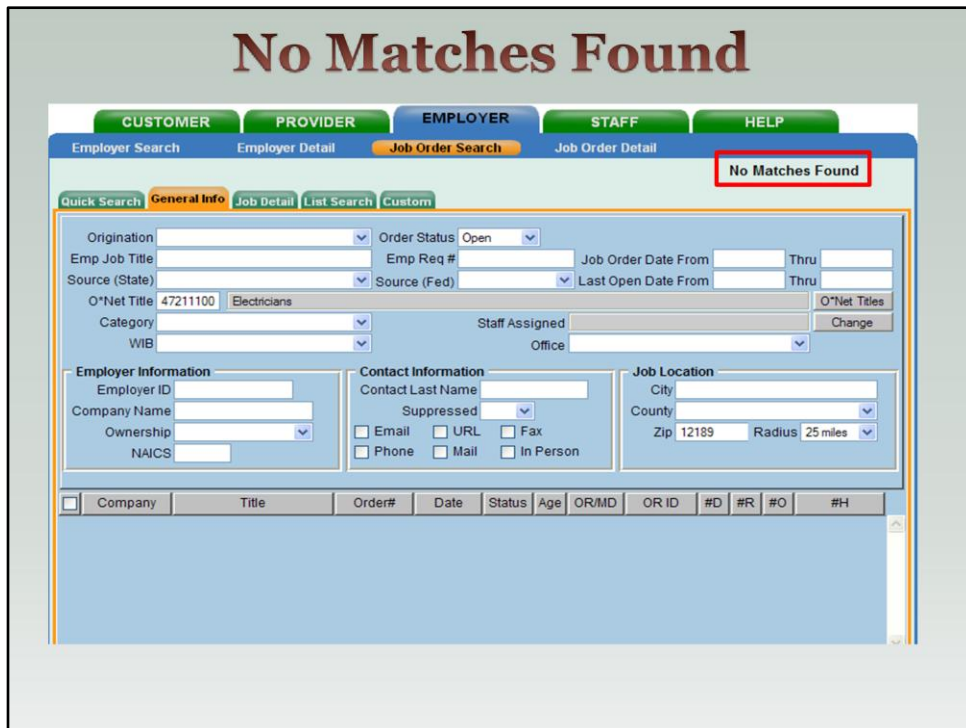 No Matches Found
CUSTOMER PROVIDER EMPLOYER STAFF HELP
Employer Search Employer Detail Job Order Search Job Order Detail
No Matches Found
Quick Search General Info Job Detail List Search Custom
Origination Order Status Open
Emp Job Title Emp Req # Job Order Date From Thru
Source (State) Source (Fed) Last Open Date From Thru
O*Net Title 47211100 Electricians O*Net Titles
Category Staff Assigned Change
WIB Office
Employer Information Contact Information Job Location
Employer ID Contact Last Name City
Company Name Suppressed County
Ownership Email URL Fax Zip 12189 Radius 25 miles
NAICS Phone Mail In Person
Company Title Order# Date Status Age OR/MD OR ID #D #R #O #H